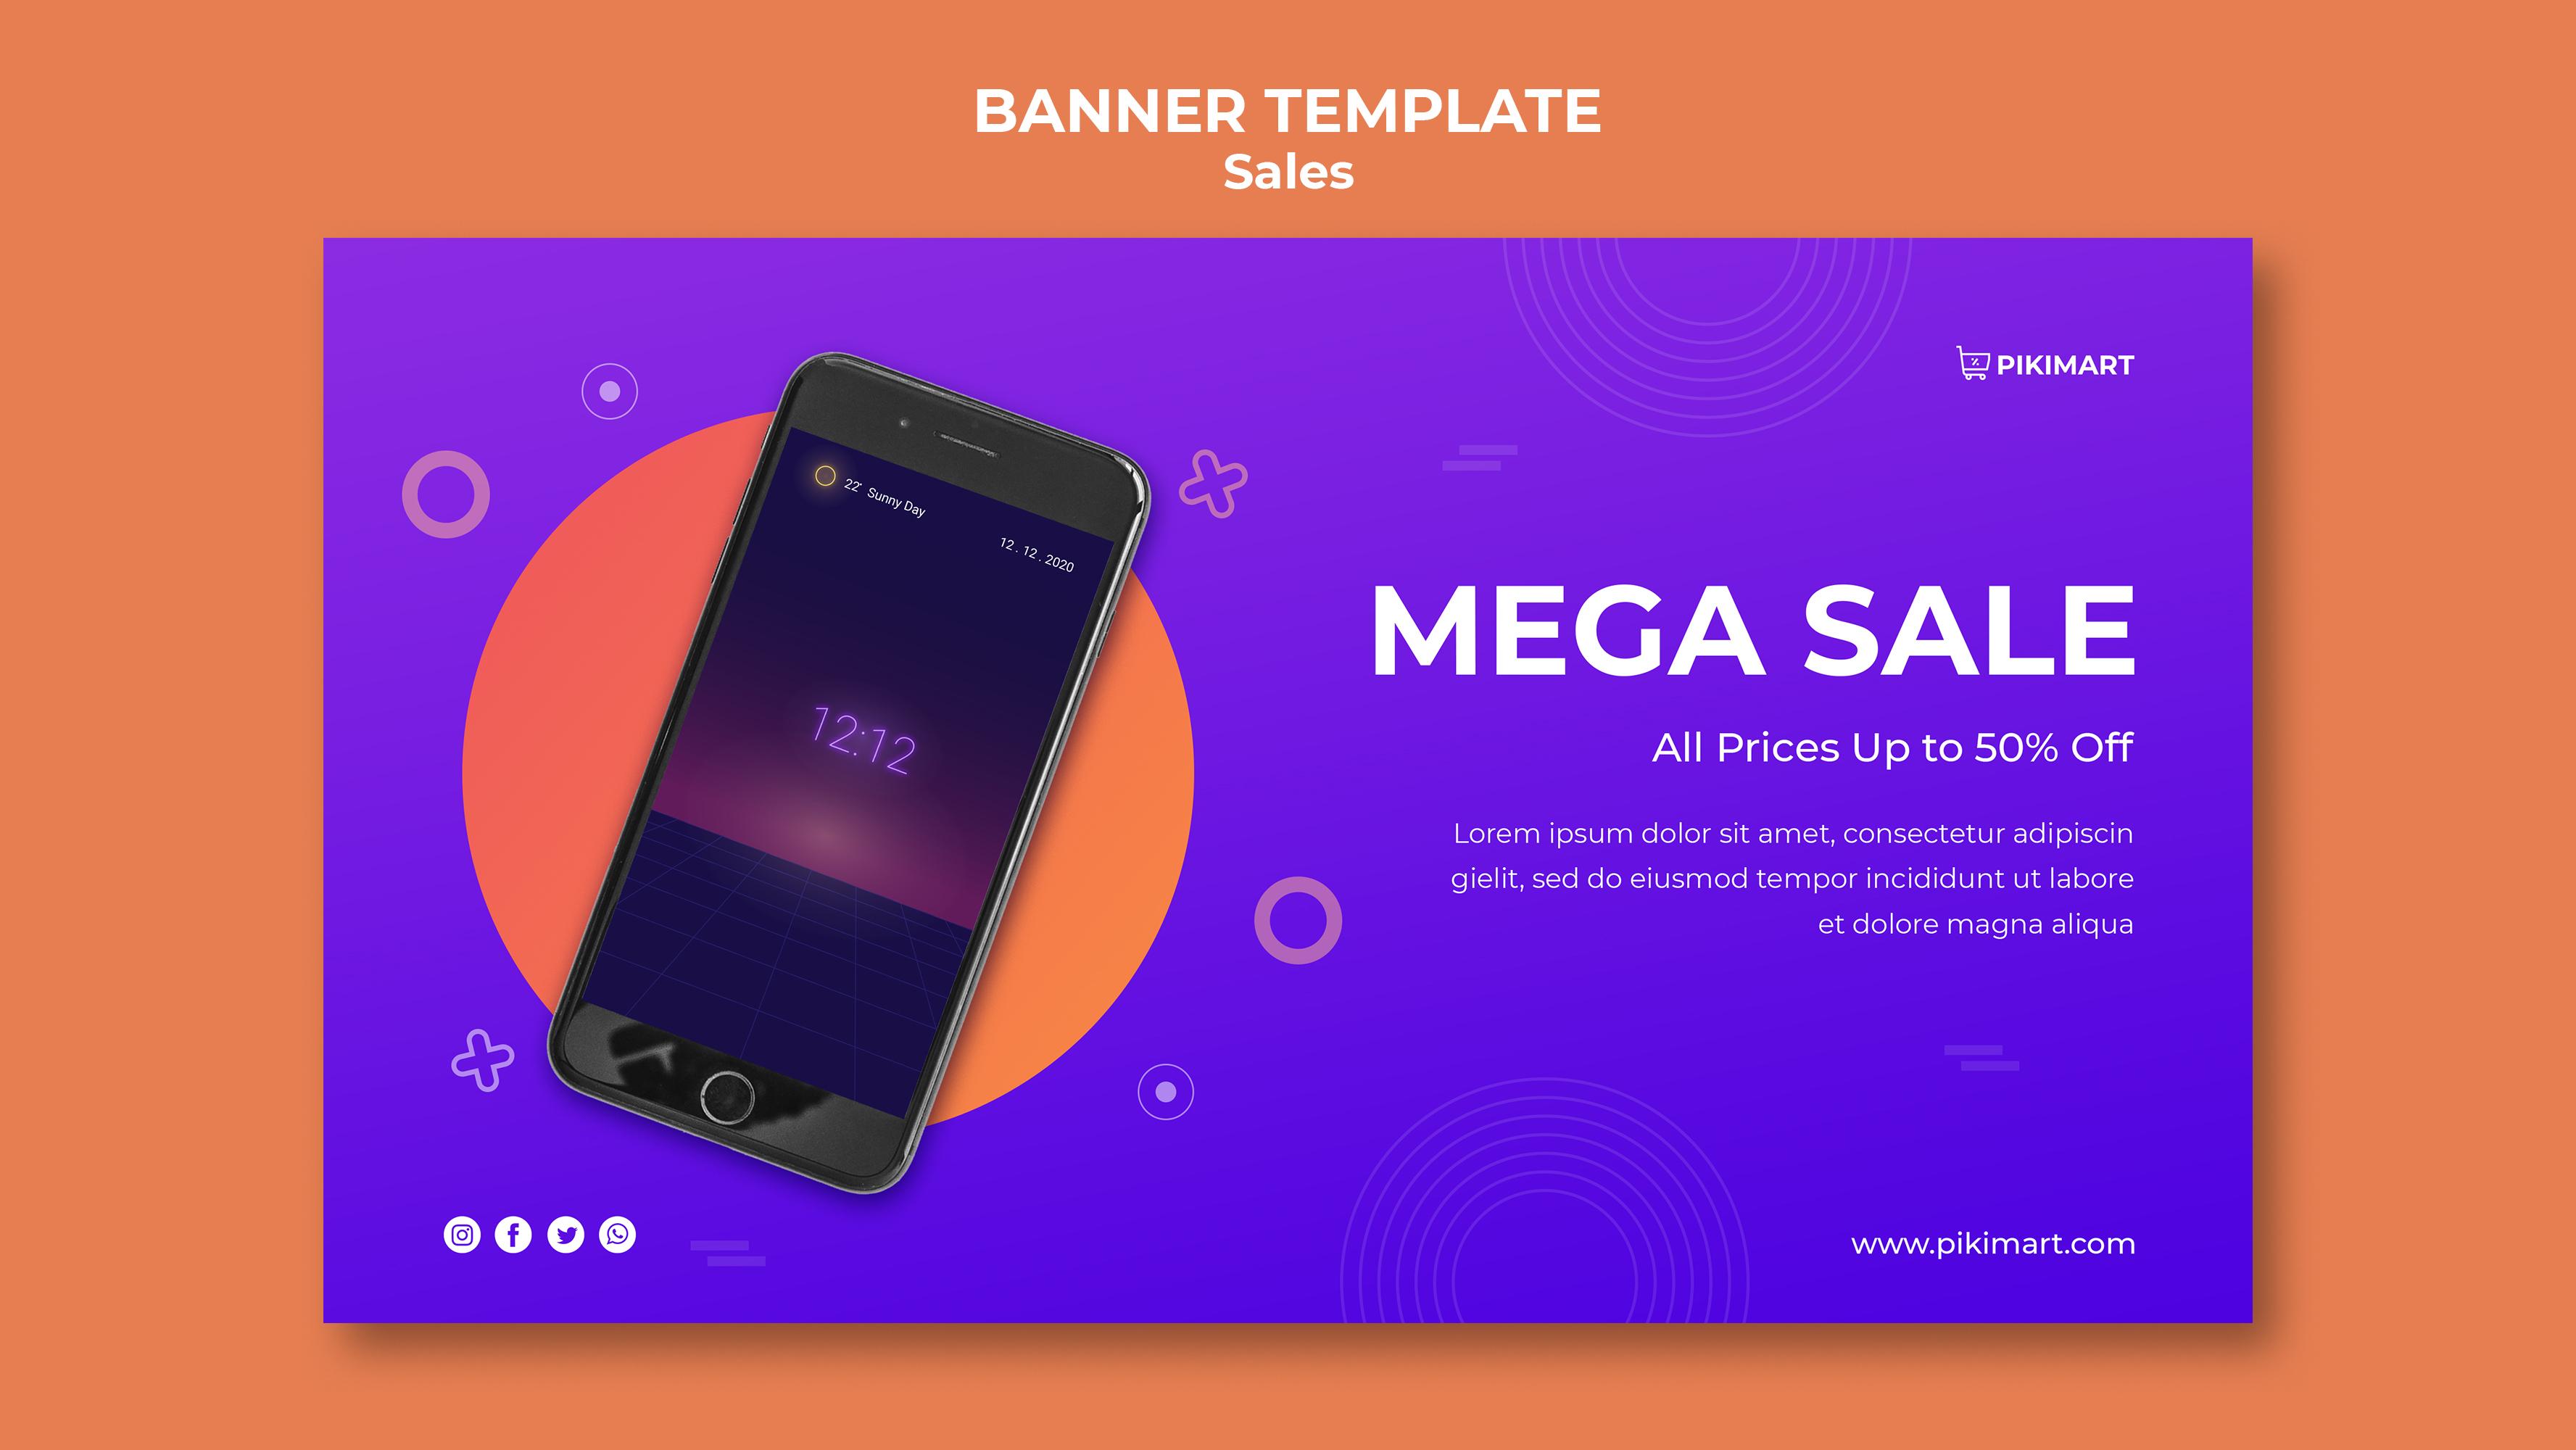 BANNER TEMPLATE
Sales
PIKIMART
22° Sunny Day
12 . 12 . 2020
12:12
MEGA SALE
All Prices Up to 50% Off
Lorem ipsum dolor sit amet, consectetur adipiscin
gielit, sed do eiusmod tempor incididunt ut labore
et dolore magna aliqua
www.pikimart.com